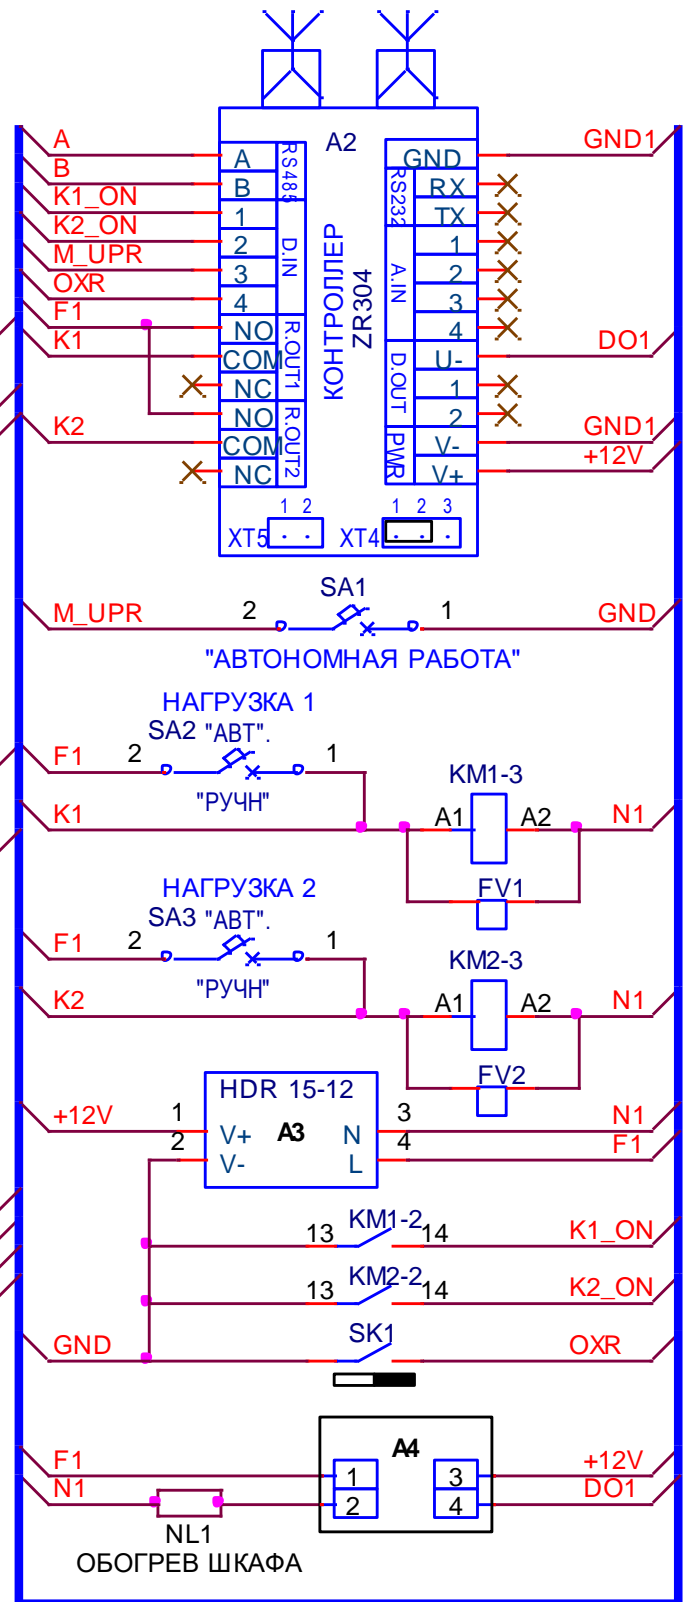 A2
A
B
K1_ON
K2_ON
M_UPR
OXR
F1
K1
K2
A
B
1
2
3
4
NO
COM
NC
NO
COM
NC
RS485
D.IN
R.OUT1
R.OUT2
КОНТРОЛЛЕР
ZR304
RS232
A.IN
D.OUT
PWR
GND
RX
TX
1
2
3
4
U-
1
2
V-
V+
GND1
DO1
GND1
+12V
1 2
XT5
1 2 3
XT4
SA1
M_UPR 2 1 GND
"АВТОНОМНАЯ РАБОТА"
НАГРУЗКА 1
SA2 "АВТ".
F1 2 1
"РУЧН"
KM1-3
K1 A1 A2 N1
FV1
НАГРУЗКА 2
SA3 "АВТ".
F1 2 1
"РУЧН"
KM2-3
K2 A1 A2 N1
FV2
HDR 15-12
+12V 1 V+ A3 N 3 N1
2 V- L 4 F1
KM1-2
13 14 K1_ON
KM2-2
13 14 K2_ON
SK1
GND OXR
A4
F1 1 3 +12V
N1 2 4 DO1
NL1
ОБОГРЕВ ШКАФА